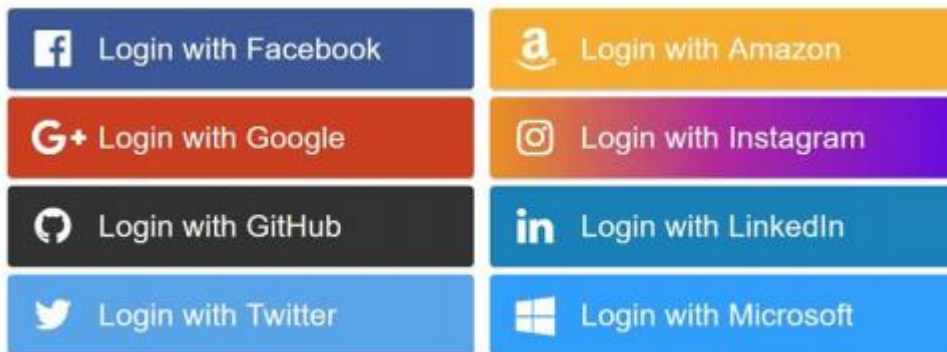 Login with Facebook
Login with Amazon
G+ Login with Google
Login with Instagram
Login with GitHub
in Login with LinkedIn
Login with Twitter
Login with Microsoft